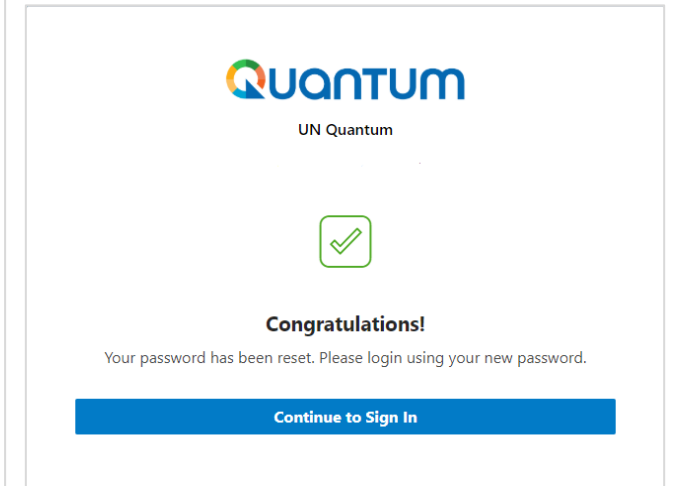 Quantum
UN Quantum
Congratulations!
Your password has been reset. Please login using your new password.
Continue to Sign In